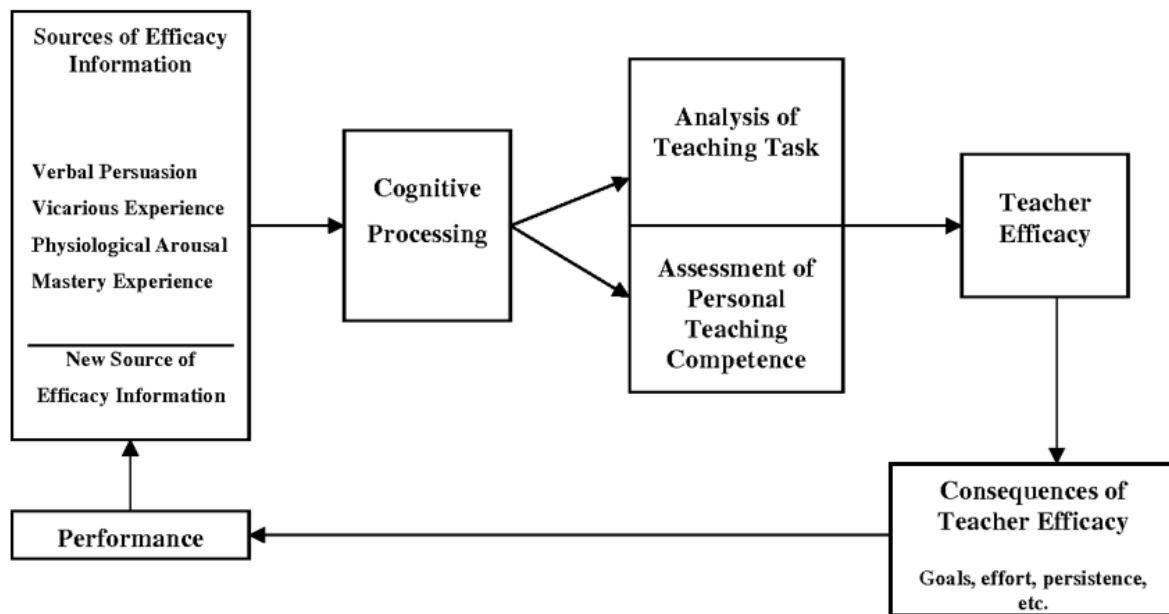 Sources of Efficacy
Information
Verbal Persuasion
Vicarious Experience
Physiological Arousal
Mastery Experience
New Source of
Efficacy Information
Cognitive
Processing
Analysis of
Teaching Task
Assessment of
Personal
Teaching
Competence
Teacher
Efficacy
Consequences of
Teacher Efficacy
Goals, effort, persistence,
etc.
Performance